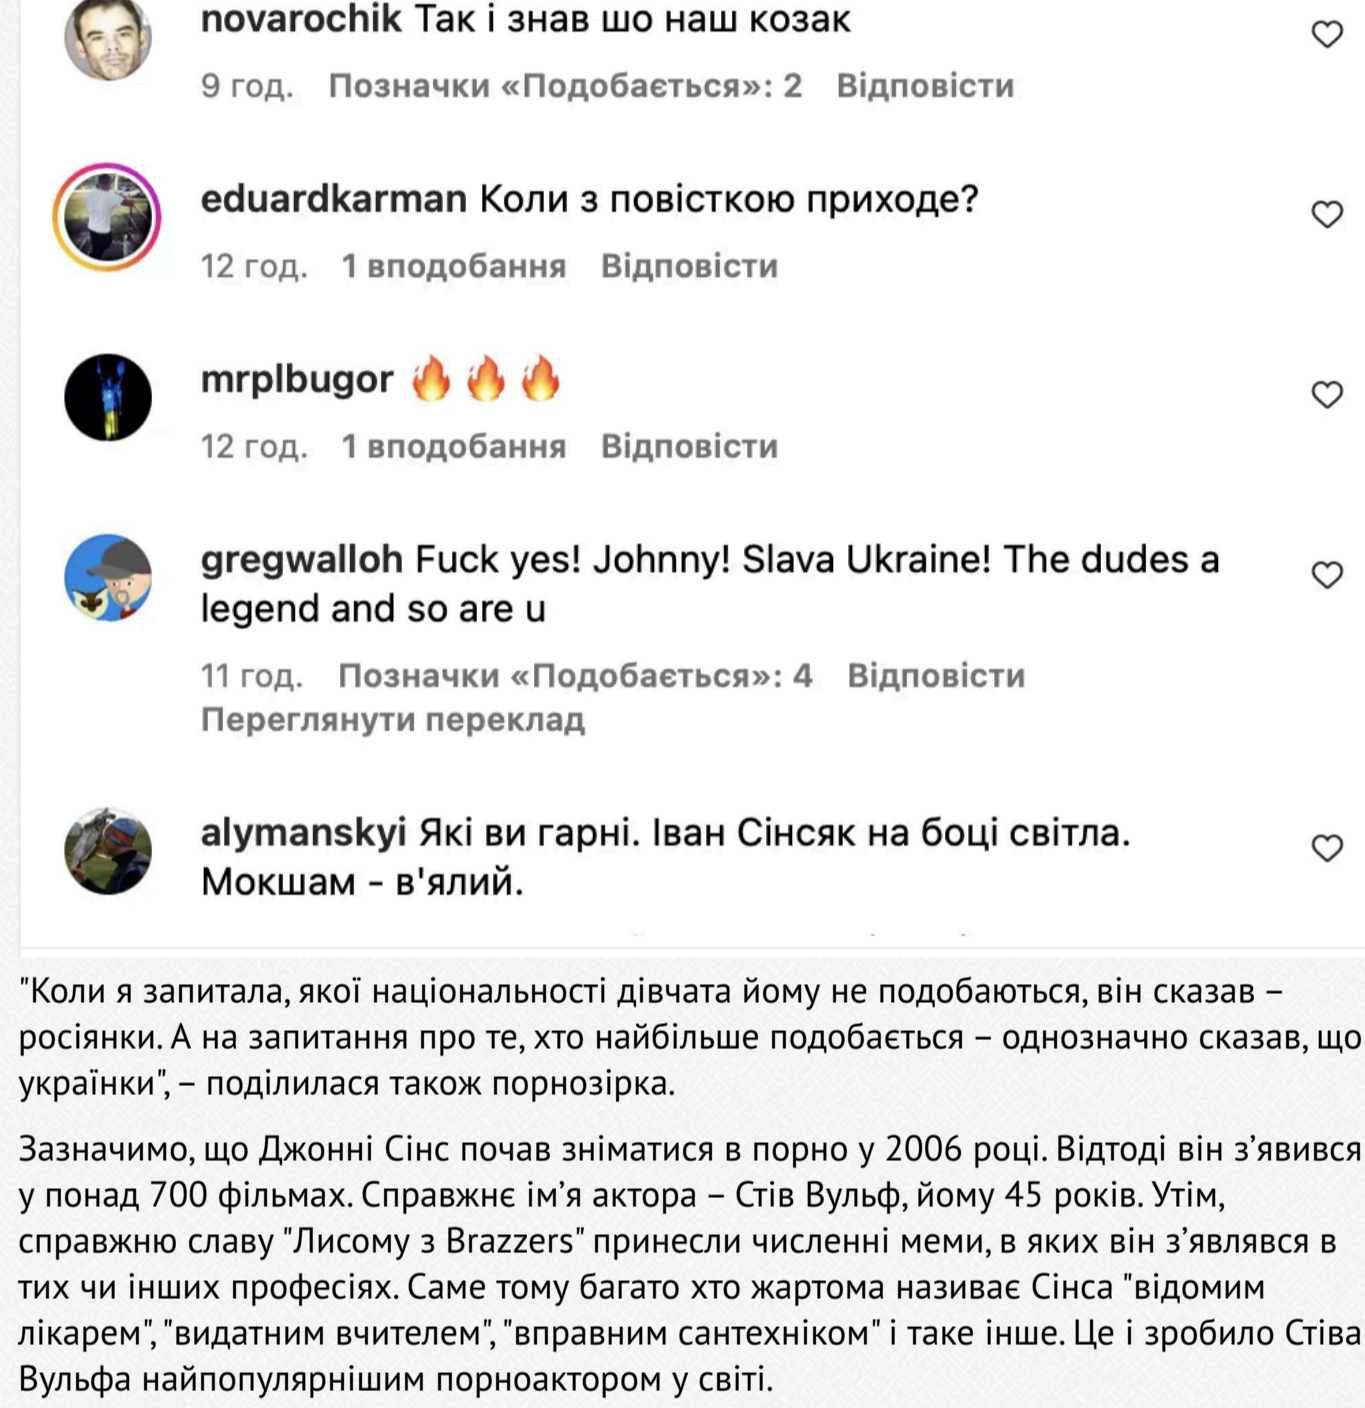 novarochik Так і знав шо наш козак
9 год. Позначки «Подобається»: 2 Відповісти
eduardkarman Коли з повісткою приходе?
12 год. 1 вподобання Відповісти
mrplbugor 🔥🔥🔥
12 год. 1 вподобання Відповісти
gregwalloh Fuck yes! Johnny! Slava Ukraine! The dudes a
legend and so are u
11 год. Позначки «Подобається»: 4 Відповісти
Переглянути переклад
alymanskyi Які ви гарні. Іван Сінсяк на боці світла.
Мокшам - в'ялий.
"Коли я запитала, якої національності дівчата йому не подобаються, він сказав –
росіянки. А на запитання про те, хто найбільше подобається – однозначно сказав, що
українки", – поділилася також порнозірка.
Зазначимо, що Джонні Сінс почав зніматися в порно у 2006 році. Відтоді він з’явився
у понад 700 фільмах. Справжнє ім’я актора – Стів Вульф, йому 45 років. Утім,
справжню славу "Лисому з Brazzers" принесли численні меми, в яких він з’являвся в
тих чи інших професіях. Саме тому багато хто жартома називає Сінса "відомим
лікарем", "видатним вчителем", "вправним сантехніком" і таке інше. Це і зробило Стіва
Вульфа найпопулярнішим порноактором у світі.